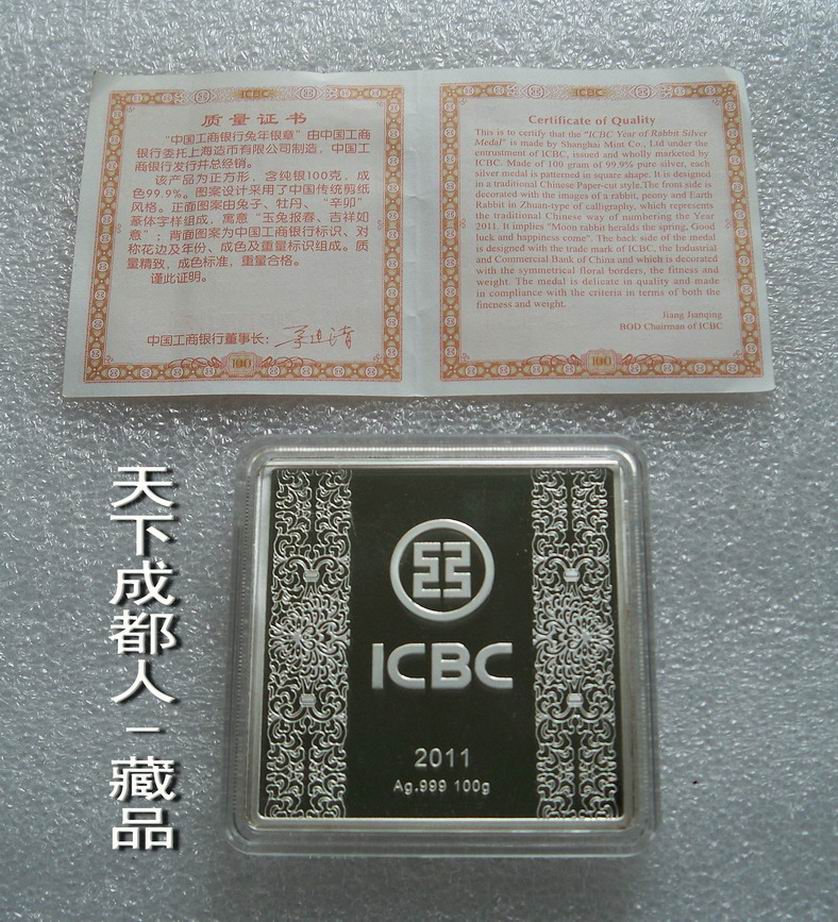 ICBC
质量证书
“中国工商银行兔年银章”由中国工商
银行委托上海造币有限公司制造，中国工
商银行发行并总经销。
该产品为正方形，含纯银100克，成
色99.9%。图案设计采用了中国传统剪纸
风格。正面图案由兔子、牡丹、“辛卯”
篆体字样组成，寓意“玉兔报春、吉祥如
意”；背面图案为中国工商银行标识、对
称花边及年份、成色及重量标识组成。质
量精致，成色标准，重量合格。
谨此证明。
中国工商银行董事长：
100
ICBC
Certificate of Quality
This is to certify that the "ICBC Year of Rabbit Silver
Medal" is made by Shanghai Mint Co., Ltd under the
entrustment of ICBC, issued and wholly marketed by
ICBC. Made of 100 gram of 99.9% pure silver, each
silver medal is patterned in square shape. It is designed
in a traditional Chinese Paper-cut style.The front side is
decorated with the images of a rabbit, peony and Earth
Rabbit in Zhuan-type of calligraphy, which represents
the traditional Chinese way of numbering the Year
2011. It implies "Moon rabbit heralds the spring, Good
luck and happiness come". The back side of the medal
is designed with the trade mark of ICBC, the Industrial
and Commercial Bank of China and which is decorated
with the symmetrical floral borders, the fitness and
weight. The medal is delicate in quality and made
in compliance with the criteria in terms of both the
fineness and weight.
Jiang Jianqing
BOD Chairman of ICBC
100
天下成都人－藏品
ICBC
2011
Ag.999 100g